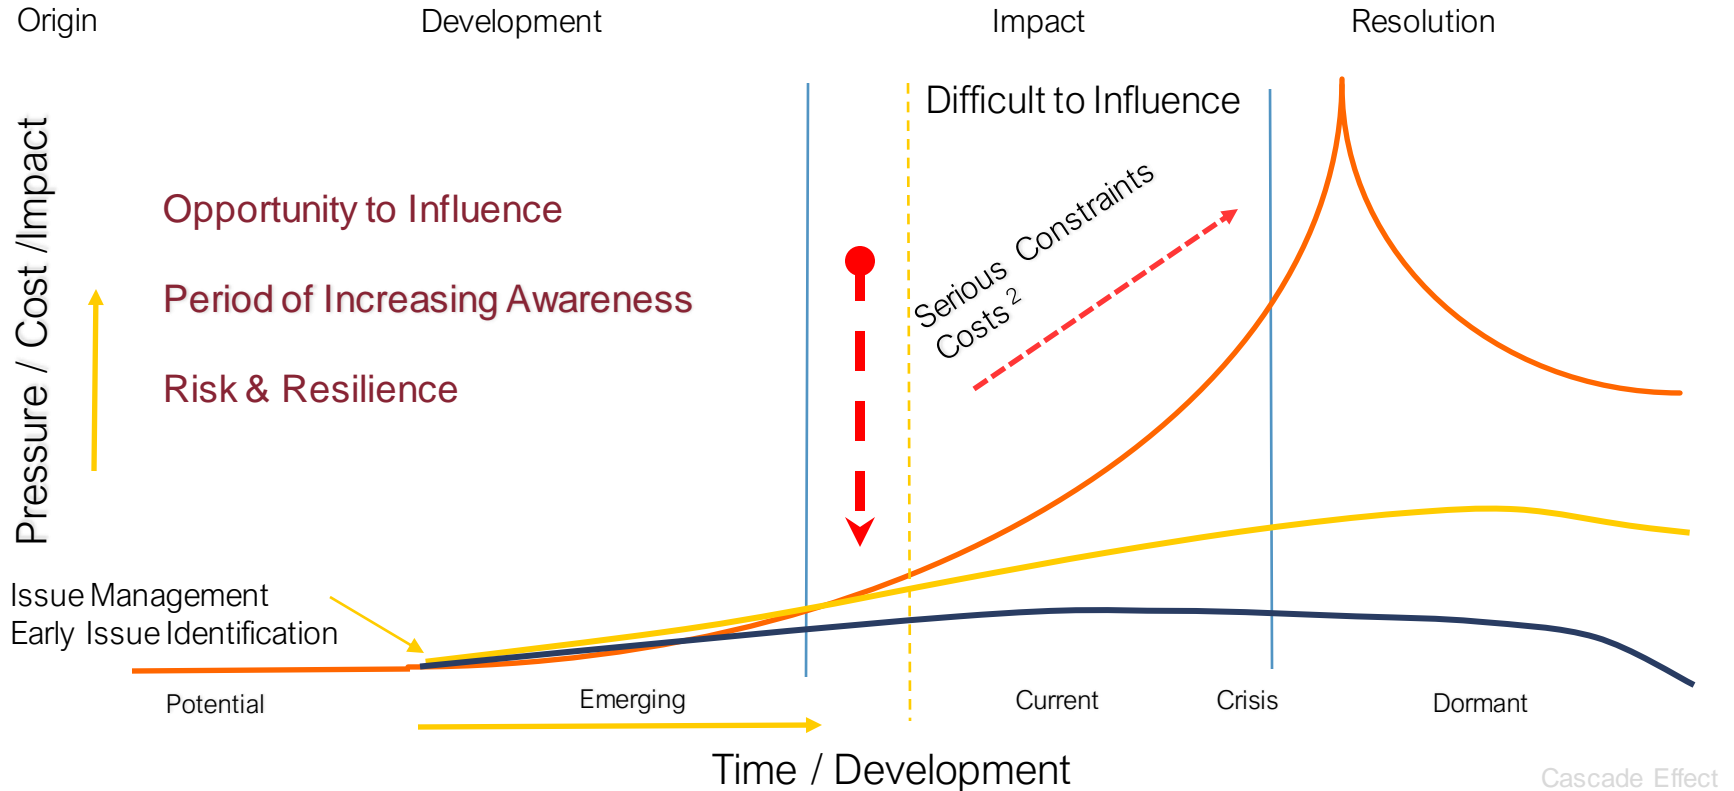 Origin
Development
Impact
Resolution
Difficult to Influence
Pressure / Cost /Impact
Opportunity to Influence
Period of Increasing Awareness
Risk & Resilience
Serious Constraints
Costs ²
Issue Management
Early Issue Identification
Potential
Emerging
Current
Crisis
Dormant
Time / Development
Cascade Effect